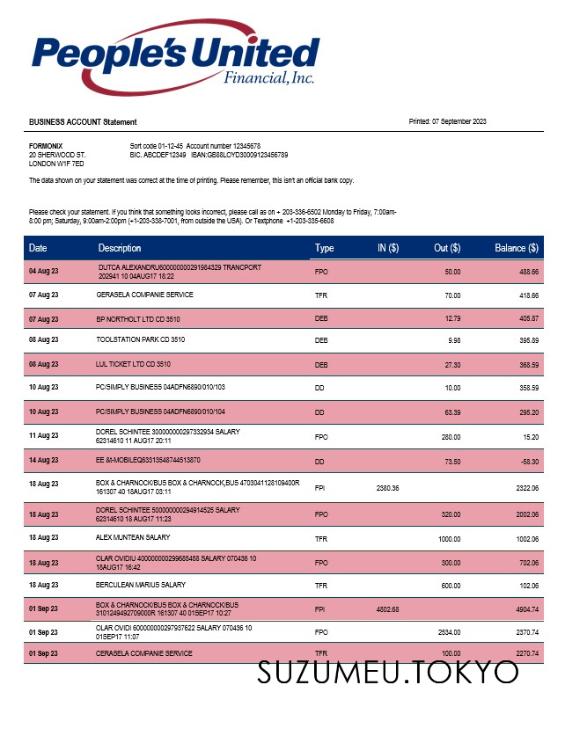 People's United
Financial, Inc.
BUSINESS ACCOUNT Statement
Printed: 07 September 2023
FORMONIX
20 SHERWOOD ST.
LONDON W1F 7ED
Sort code 01-12-45 Account number 12345678
BIC. ABCDEF12349 IBAN:GB88LCYD30009123456789
The data shown on your statement was correct at the time of printing. Please remember, this isn't an official bank copy.
Please check your statement. If you think that something looks incorrect, please call as on + 203-336-6502 Monday to Friday, 7:00am-
8:00 pm; Saturday, 9:00am-2:00pm (+1-203-338-7001, from outside the USA). Or Textphone +1-203-335-6608
Date Description Type IN ($) Out ($) Balance ($)
04 Aug 23 DUTCA ALEXANDRU600000000291984329 TRANCPORT FPO 50.00 488.66
202941 10 04AUG17 18:22
07 Aug 23 GERASELA COMPANIE SERVICE TFR 70.00 418.66
07 Aug 23 BP NORTHOLT LTD CD 3510 DEB 12.79 405.87
08 Aug 23 TOOLSTATION PARK CD 3510 DEB 9.98 395.89
08 Aug 23 LUL TICKET LTD CD 3510 DEB 27.30 368.59
10 Aug 23 PC/SIMPLY BUSINESS 04ADFN6890/010/103 DD 10.00 358.59
10 Aug 23 PC/SIMPLY BUSINESS 04ADFN6890/010/104 DD 63.39 295.20
11 Aug 23 DOREL SCHINTEE 300000000297332934 SALARY FPO 280.00 15.20
62314610 11 AUG17 20:11
14 Aug 23 EE &t-MOBILEQ63313548744513870 DD 73.50 -58.30
18 Aug 23 BOX & CHARNOCK/BUS BOX & CHARNOCK,BUS 4703041128109400R FPI 2380.36 2322.06
161307 40 18AUG17 03:11
18 Aug 23 DOREL SCHINTEE 500000000294914525 SALARY FPO 320.00 2002.06
62314610 18 AUG17 11:23
18 Aug 23 ALEX MUNTEAN SALARY TFR 1000.00 1002.06
18 Aug 23 OLAR OVIDIU 400000000299685488 SALARY 070436 10 FPO 300.00 702.06
18AUG17 16:42
18 Aug 23 BERCULEAN MARIUS SALARY TFR 600.00 102.06
01 Sep 23 BOX & CHARNOCK/BUS BOX & CHARNOCK/BUS FPI 4802.68 4904.74
3101249492709000R 161307 40 01SEP17 10:27
01 Sep 23 OLAR OVIDI 600000000297937622 SALARY 070436 10 FPO 2534.00 2370.74
01SEP17 11:07
01 Sep 23 CERASELA COMPANIE SERVICE TFR 100.00 2270.74
SUZUMEU.TOKYO